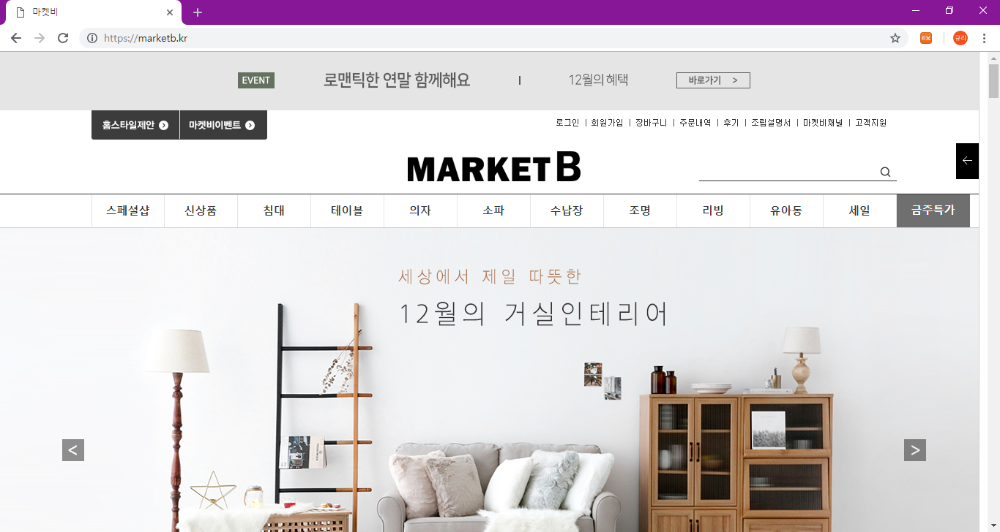 마켓비
https://marketb.kr
규리
EVENT 로맨틱한 연말 함께해요 12월의 혜택 바로가기 >
홈스타일제안 마켓비이벤트
로그인 | 회원가입 | 장바구니 | 주문내역 | 후기 | 조립설명서 | 마켓비채널 | 고객지원
MARKET B
스페셜샵 신상품 침대 테이블 의자 소파 수납장 조명 리빙 유아동 세일 금주특가
세상에서 제일 따뜻한
12월의 거실인테리어
< >